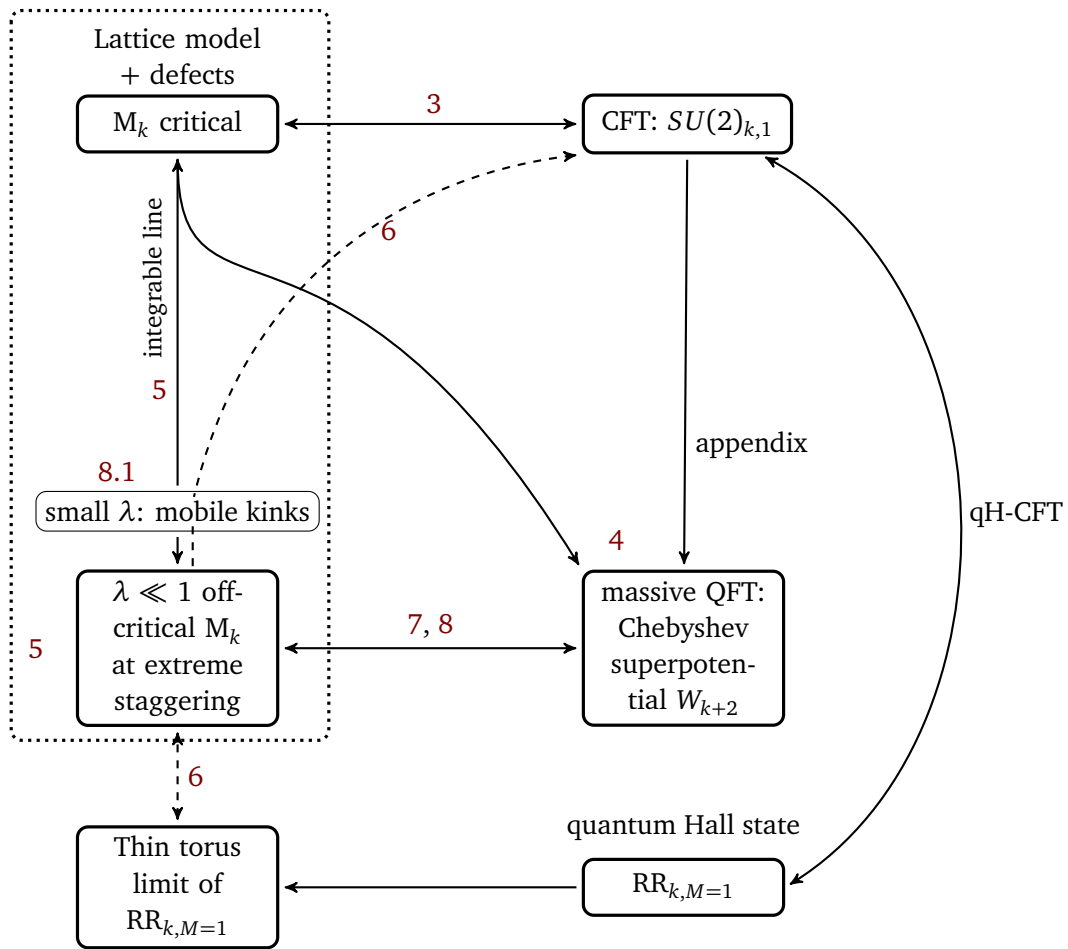 Lattice model
+ defects
M_k critical
3
CFT: SU(2)_{k,1}
6
integrable line
5
appendix
8.1
small λ: mobile kinks
qH-CFT
4
λ ≪ 1 off-
critical M_k
at extreme
staggering
5
7, 8
massive QFT:
Chebyshev
superpoten-
tial W_{k+2}
6
quantum Hall state
Thin torus
limit of
RR_{k,M=1}
RR_{k,M=1}